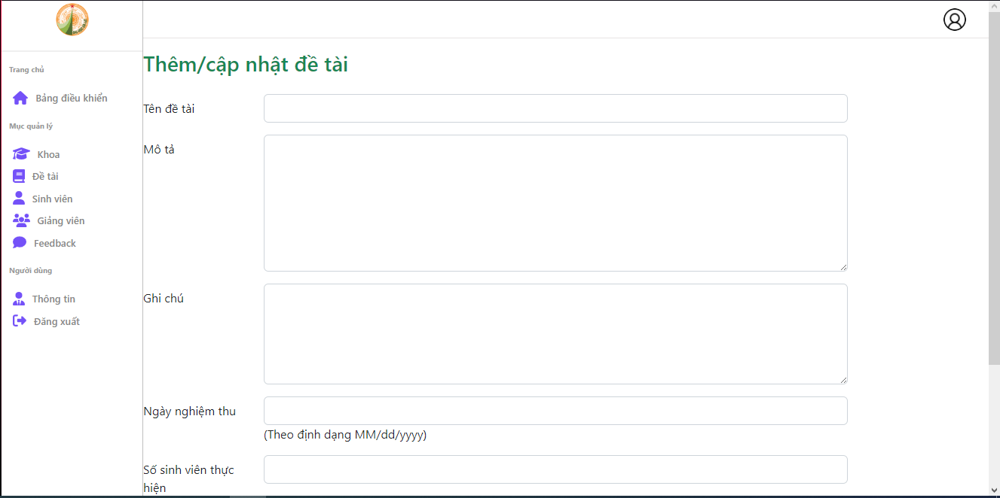 Trang chủ
Bảng điều khiển
Mục quản lý
Khoa
Đề tài
Sinh viên
Giảng viên
Feedback
Người dùng
Thông tin
Đăng xuất
Thêm/cập nhật đề tài
Tên đề tài
Mô tả
Ghi chú
Ngày nghiệm thu
(Theo định dạng MM/dd/yyyy)
Số sinh viên thực
hiện